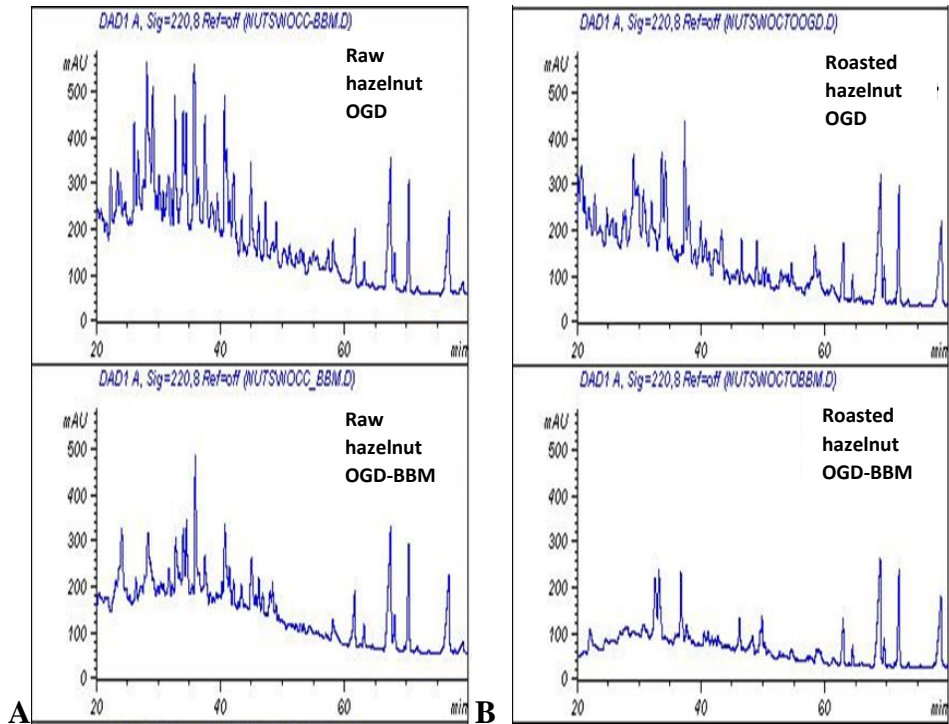 DAD1 A, Sig=220,8 Ref=off (NUTS\WOCC-BBM.D)
mAU
500
400
300
200
100
0
20
40
60
min
Raw
hazelnut
OGD
DAD1 A, Sig=220,8 Ref=off (NUTS\WOCC_BBM.D)
mAU
500
400
300
200
100
0
20
40
60
min
Raw
hazelnut
OGD-BBM
A
DAD1 A, Sig=220,8 Ref=off (NUTS\WOCTOOGD.D)
mAU
500
400
300
200
100
0
20
40
60
min
Roasted
hazelnut
OGD
DAD1 A, Sig=220,8 Ref=off (NUTS\WOCTOBBM.D)
mAU
500
400
300
200
100
0
20
40
60
min
Roasted
hazelnut
OGD-BBM
B